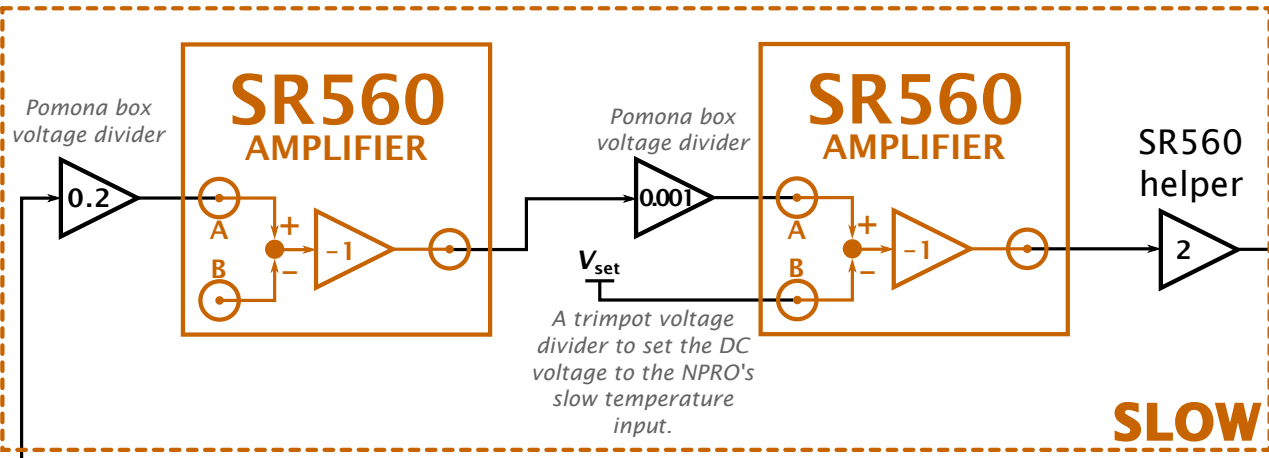 Pomona box
voltage divider
0.2
SR560
AMPLIFIER
A
+
B
−
-1
Pomona box
voltage divider
0.001
Vset
A trimpot voltage
divider to set the DC
voltage to the NPRO's
slow temperature
input.
SR560
AMPLIFIER
A
+
B
−
-1
SR560
helper
2
SLOW